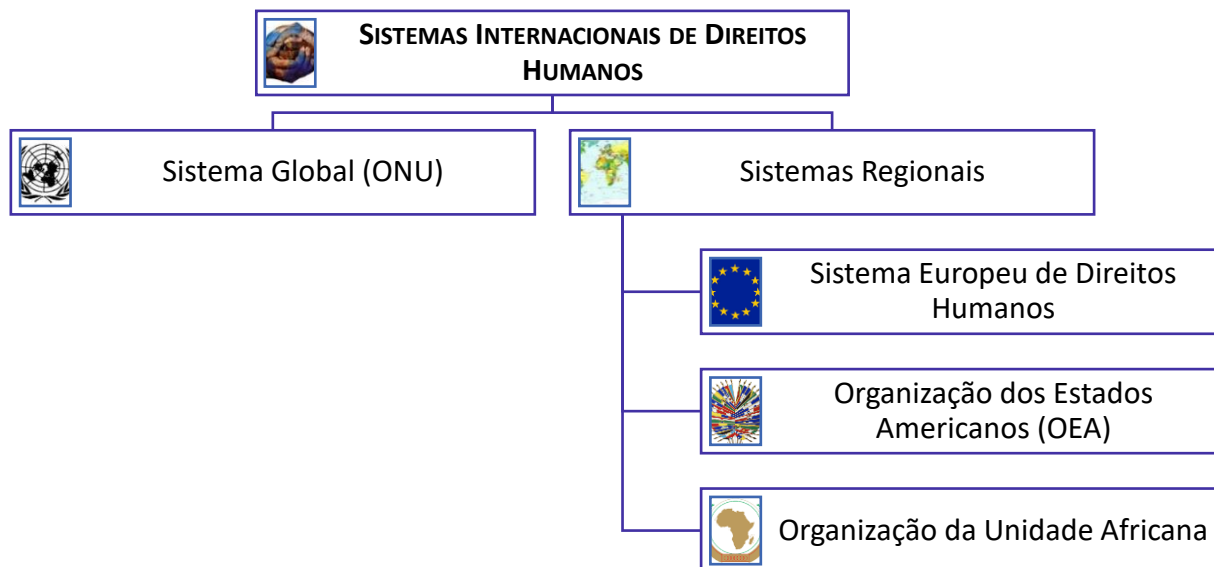 SISTEMAS INTERNACIONAIS DE DIREITOS
HUMANOS
Sistema Global (ONU)
Sistemas Regionais
Sistema Europeu de Direitos
Humanos
Organização dos Estados
Americanos (OEA)
Organização da Unidade Africana